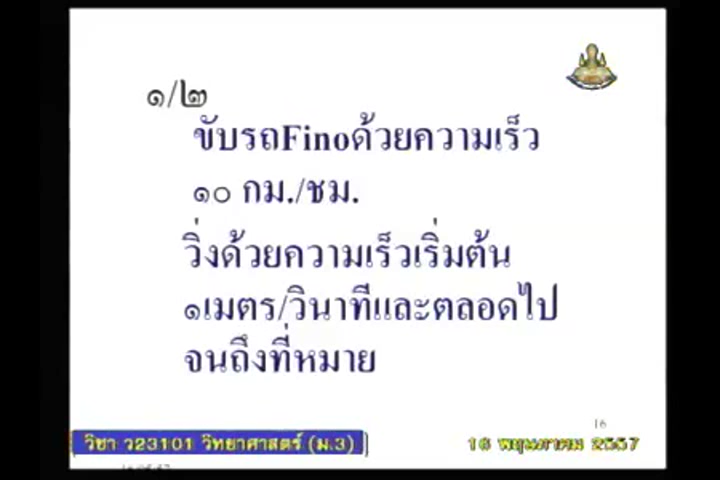 ๑/๒
ขับรถFinoด้วยความเร็ว
๑๐ กม./ชม.
วิ่งด้วยความเร็วเริ่มต้น
๑เมตร/วินาทีและตลอดไป
จนถึงที่หมาย
16
วิชา ว23101 วิทยาศาสตร์ (ม.3)
16 พฤษภาคม 2557